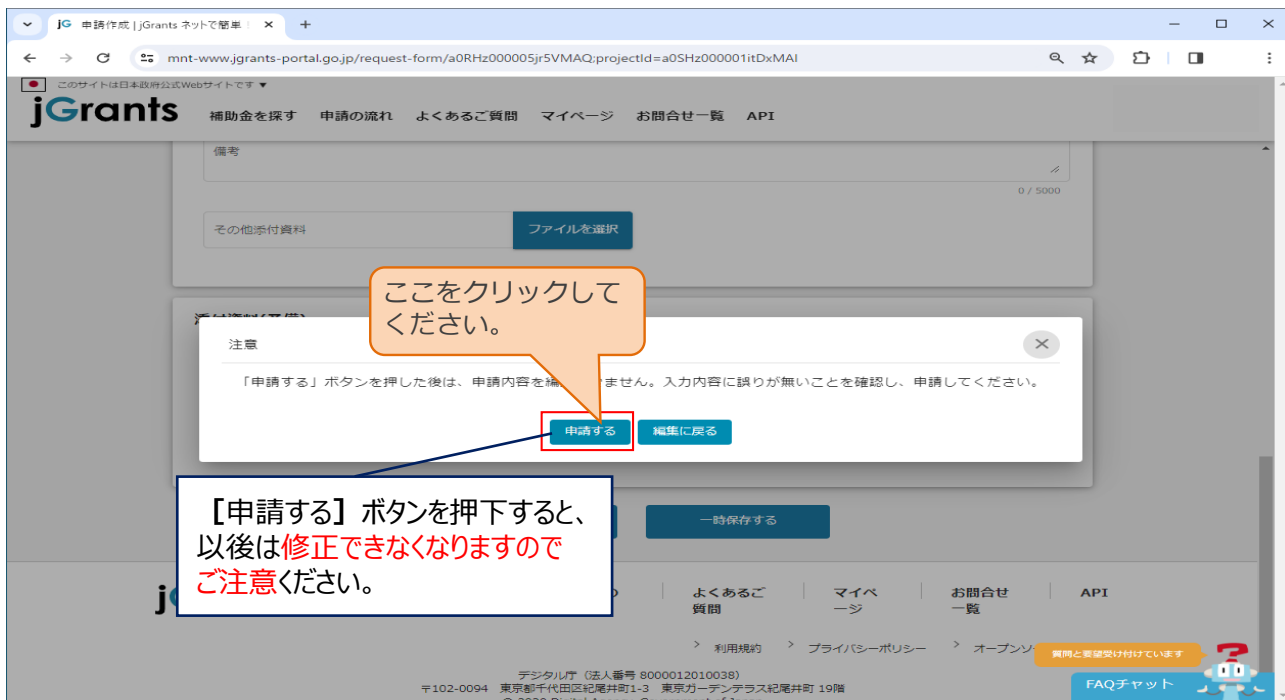 jG 申請作成 | jGrants ネットで簡単！
mnt-www.jgrants-portal.go.jp/request-form/a0RHz000005jr5VMAQ;projectId=a0SHz000001itDxMAI
このサイトは日本政府公式Webサイトです ▼
jGrants 補助金を探す 申請の流れ よくあるご質問 マイページ お問合せ一覧 API
備考
0 / 5000
その他添付資料 ファイルを選択
ここをクリックして
ください。
注意
「申請する」ボタンを押した後は、申請内容を編 ません。入力内容に誤りが無いことを確認し、申請してください。
申請する 編集に戻る
【申請する】ボタンを押下すると、
以後は修正できなくなりますので
ご注意ください。
一時保存する
よくあるご
質問
マイペ
ージ
お問合せ
一覧
API
利用規約 プライバシーポリシー オープンソ
質問と要望受け付けています
FAQチャット
デジタル庁（法人番号 8000012010038）
〒102-0094 東京都千代田区紀尾井町1-3 東京ガーデンテラス紀尾井町 19階